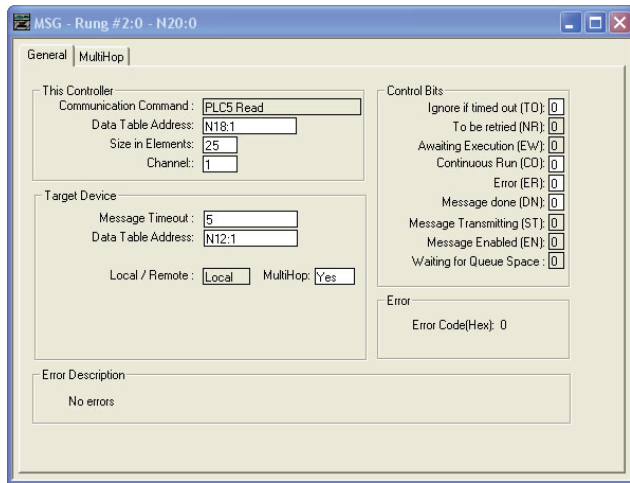 MSG - Rung #2:0 - N20:0
General MultiHop
This Controller
Communication Command : PLC5 Read
Data Table Address: N18:1
Size in Elements: 25
Channel:: 1
Target Device
Message Timeout : 5
Data Table Address: N12:1
Local / Remote : Local MultiHop: Yes
Control Bits
Ignore if timed out (TO): 0
To be retried (NR): 0
Awaiting Execution (EW): 0
Continuous Run (CO): 0
Error (ER): 0
Message done (DN): 0
Message Transmitting (ST): 0
Message Enabled (EN): 0
Waiting for Queue Space : 0
Error
Error Code(Hex): 0
Error Description
No errors